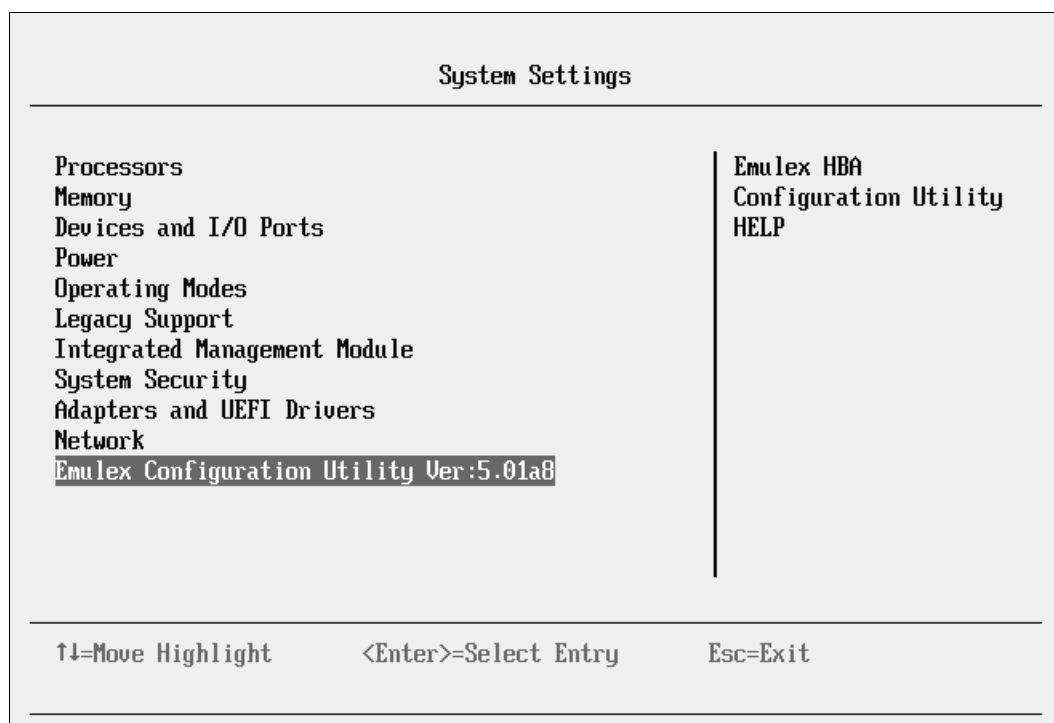 System Settings
Processors
Memory
Devices and I/O Ports
Power
Operating Modes
Legacy Support
Integrated Management Module
System Security
Adapters and UEFI Drivers
Network
Emulex Configuration Utility Ver:5.01a8
Emulex HBA
Configuration Utility
HELP
↑↓=Move Highlight <Enter>=Select Entry Esc=Exit